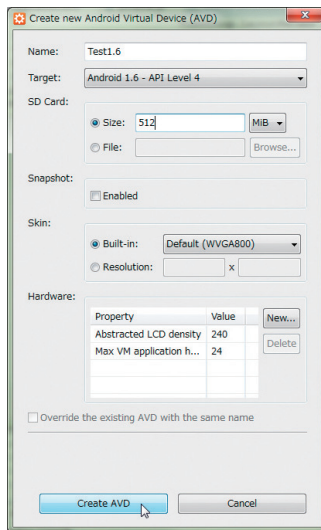 Create new Android Virtual Device (AVD)
Name: Test1.6
Target: Android 1.6 - API Level 4
SD Card:
Size: 512 MiB
File: Browse...
Snapshot:
Enabled
Skin:
Built-in: Default (WVGA800)
Resolution: x
Hardware:
Property Value New...
Abstracted LCD density 240 Delete
Max VM application h... 24
Override the existing AVD with the same name
Create AVD Cancel